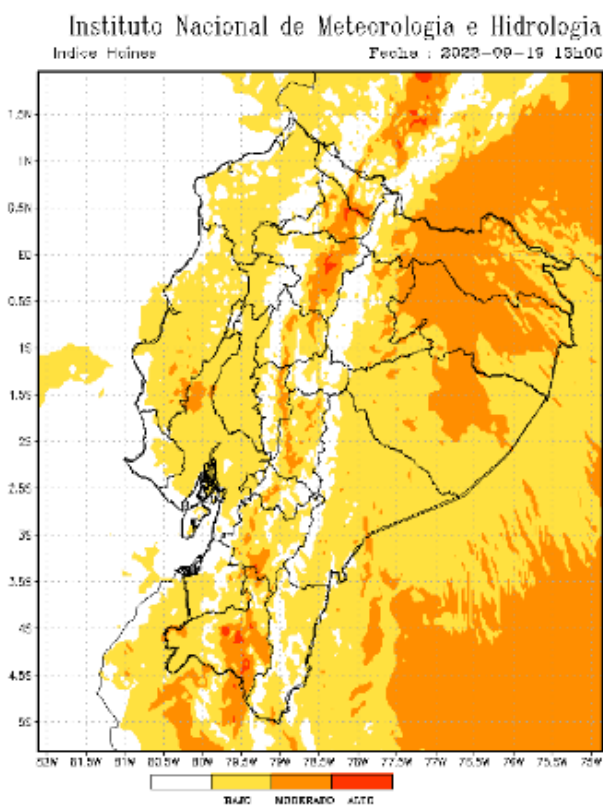 Instituto Nacional de Meteorologia e Hidrologia
Indice Haines Fecha : 2023-09-19 13h00
1.5N
1N
0.5N
EQ
0.5S
1S
1.5S
2S
2.5S
3S
3.5S
4S
4.5S
5S
82W 81.5W 81W 80.5W 80W 79.5W 79W 78.5W 78W 77.5W 77W 76.5W 76W 75.5W 75W
BAJO MODERADO ALTO